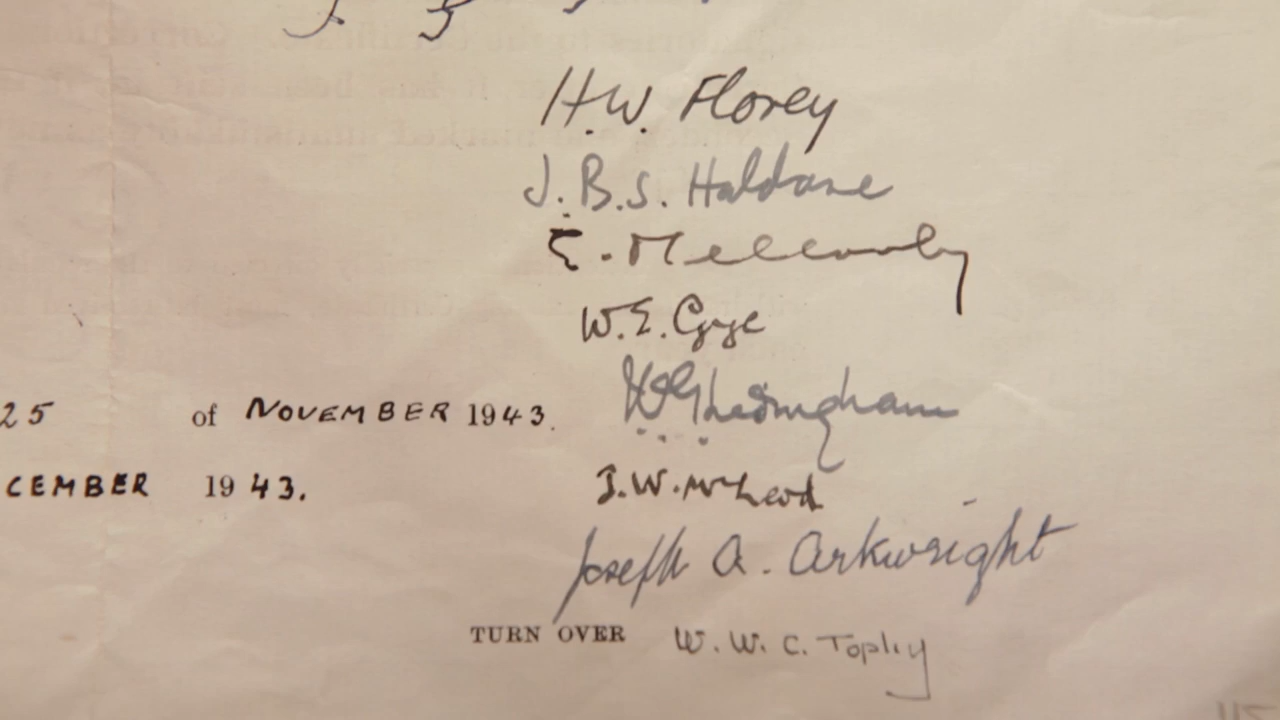 H.W. Florey
J.B.S. Haldane
E. Mellanby
W.E. Gye
25 of NOVEMBER 1943.
J.W. McLeod
CEMBER 1943.
Joseph A. Arkwright
TURN OVER W.W.C. Topley